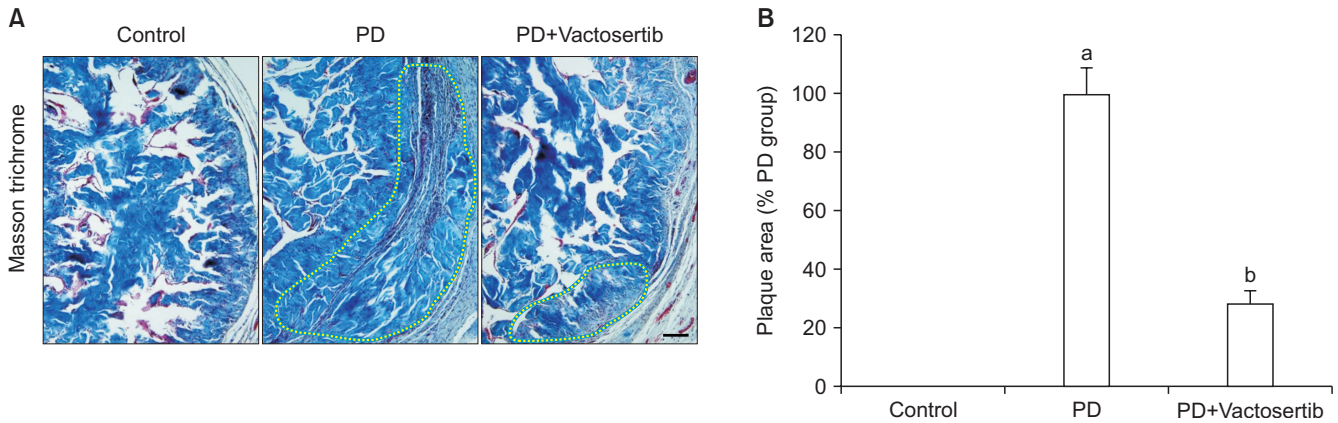 A
Control
PD
PD+Vactosertib
Masson trichrome
B
Plaque area (% PD group)
120
100
80
60
40
20
0
a
b
Control
PD
PD+Vactosertib